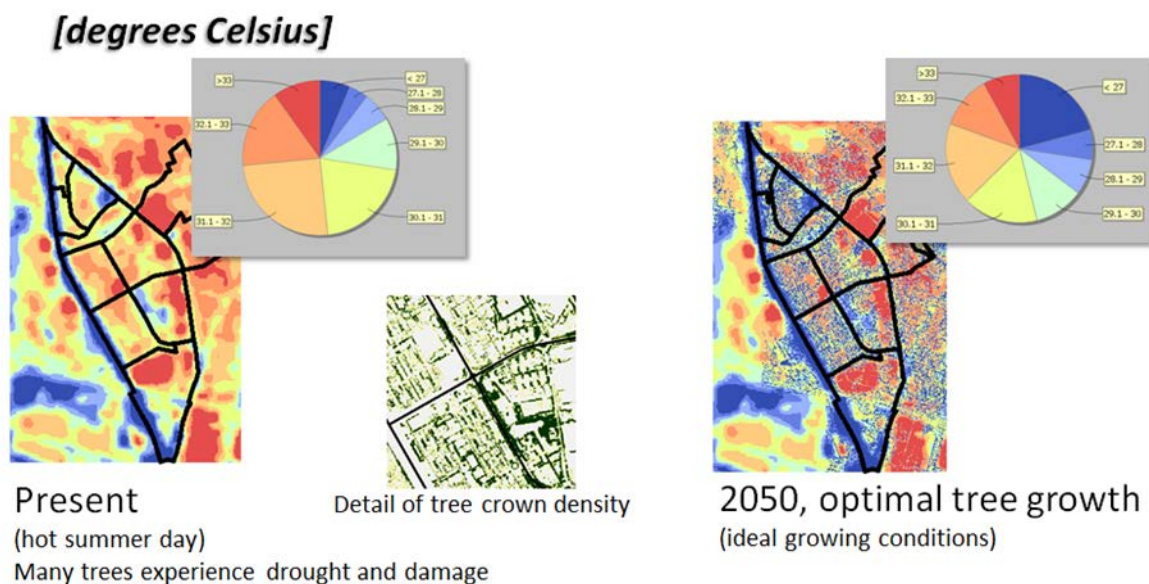 [degrees Celsius]
>33
< 27
27.1 - 28
28.1 - 29
29.1 - 30
30.1 - 31
31.1 - 32
32.1 - 33
>33
< 27
27.1 - 28
28.1 - 29
29.1 - 30
30.1 - 31
31.1 - 32
32.1 - 33
Present
(hot summer day)
Many trees experience drought and damage
Detail of tree crown density
2050, optimal tree growth
(ideal growing conditions)